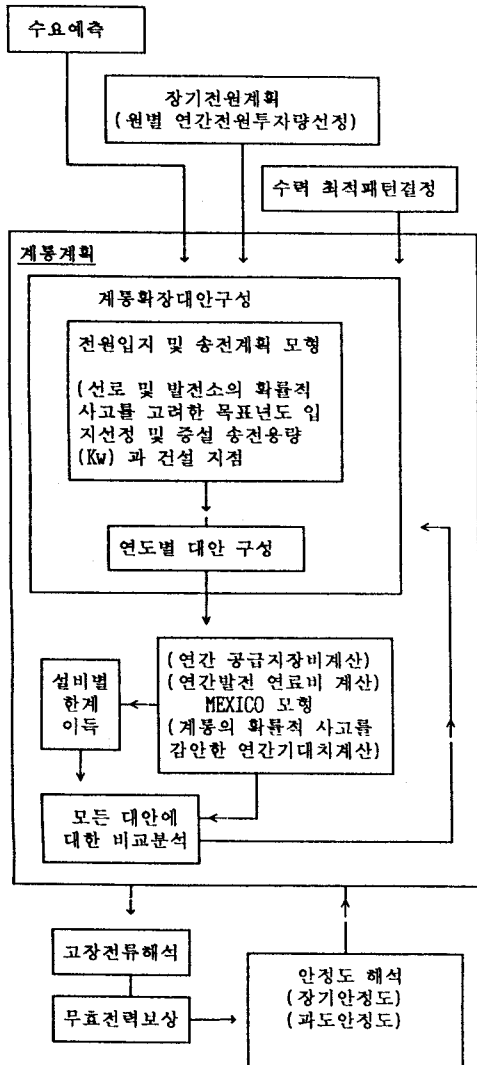 수요예측
장기전원계획
(원별 연간전원투자량선정)
수력 최적패턴결정
계통계획
계통확장대안구성
전원입지 및 송전계획 모형
(선로 및 발전소의 확률적
사고를 고려한 목표년도 입
지선정 및 증설 송전용량
(Kw) 과 건설 지점
연도별 대안 구성
(연간 공급지장비계산)
(연간발전 연료비 계산)
MEXICO 모형
(계통의 확률적 사고를
감안한 연간기대치계산)
설비별
한계
이득
모든 대안에
대한 비교분석
고장전류해석
무효전력보상
안정도 해석
(장기안정도)
(과도안정도)